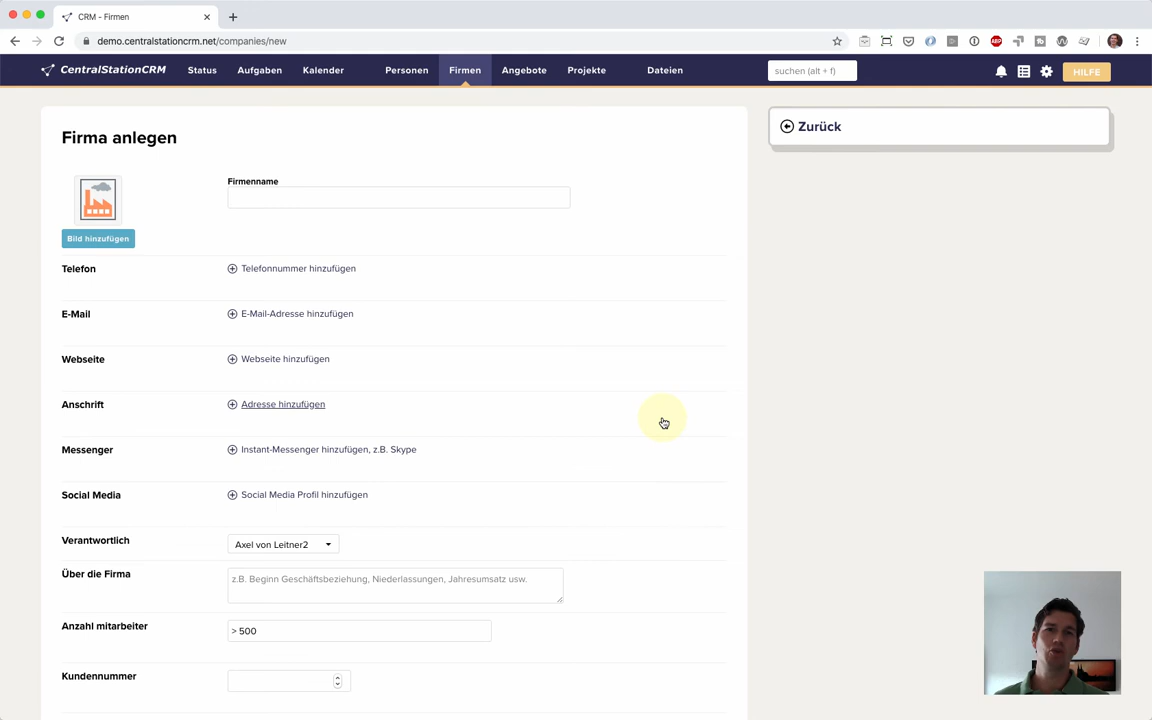 CRM - Firmen
demo.centralstationcrm.net/companies/new
CentralStationCRM Status Aufgaben Kalender Personen Firmen Angebote Projekte Dateien suchen (alt + f) HILFE
Firma anlegen
Zurück
Firmenname
Bild hinzufügen
Telefon Telefonnummer hinzufügen
E-Mail E-Mail-Adresse hinzufügen
Webseite Webseite hinzufügen
Anschrift Adresse hinzufügen
Messenger Instant-Messenger hinzufügen, z.B. Skype
Social Media Social Media Profil hinzufügen
Verantwortlich Axel von Leitner2
Über die Firma z.B. Beginn Geschäftsbeziehung, Niederlassungen, Jahresumsatz usw.
Anzahl mitarbeiter > 500
Kundennummer